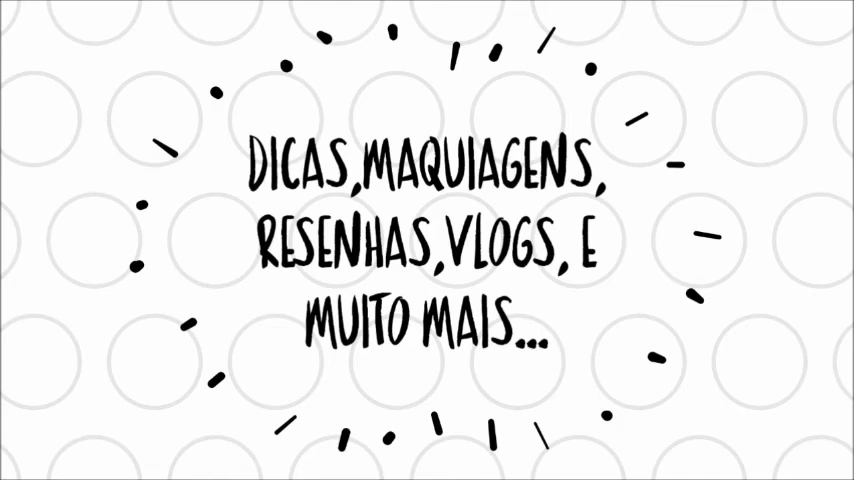 DICAS,MAQUIAGENS,
RESENHAS,VLOGS, E
MUITO MAIS...